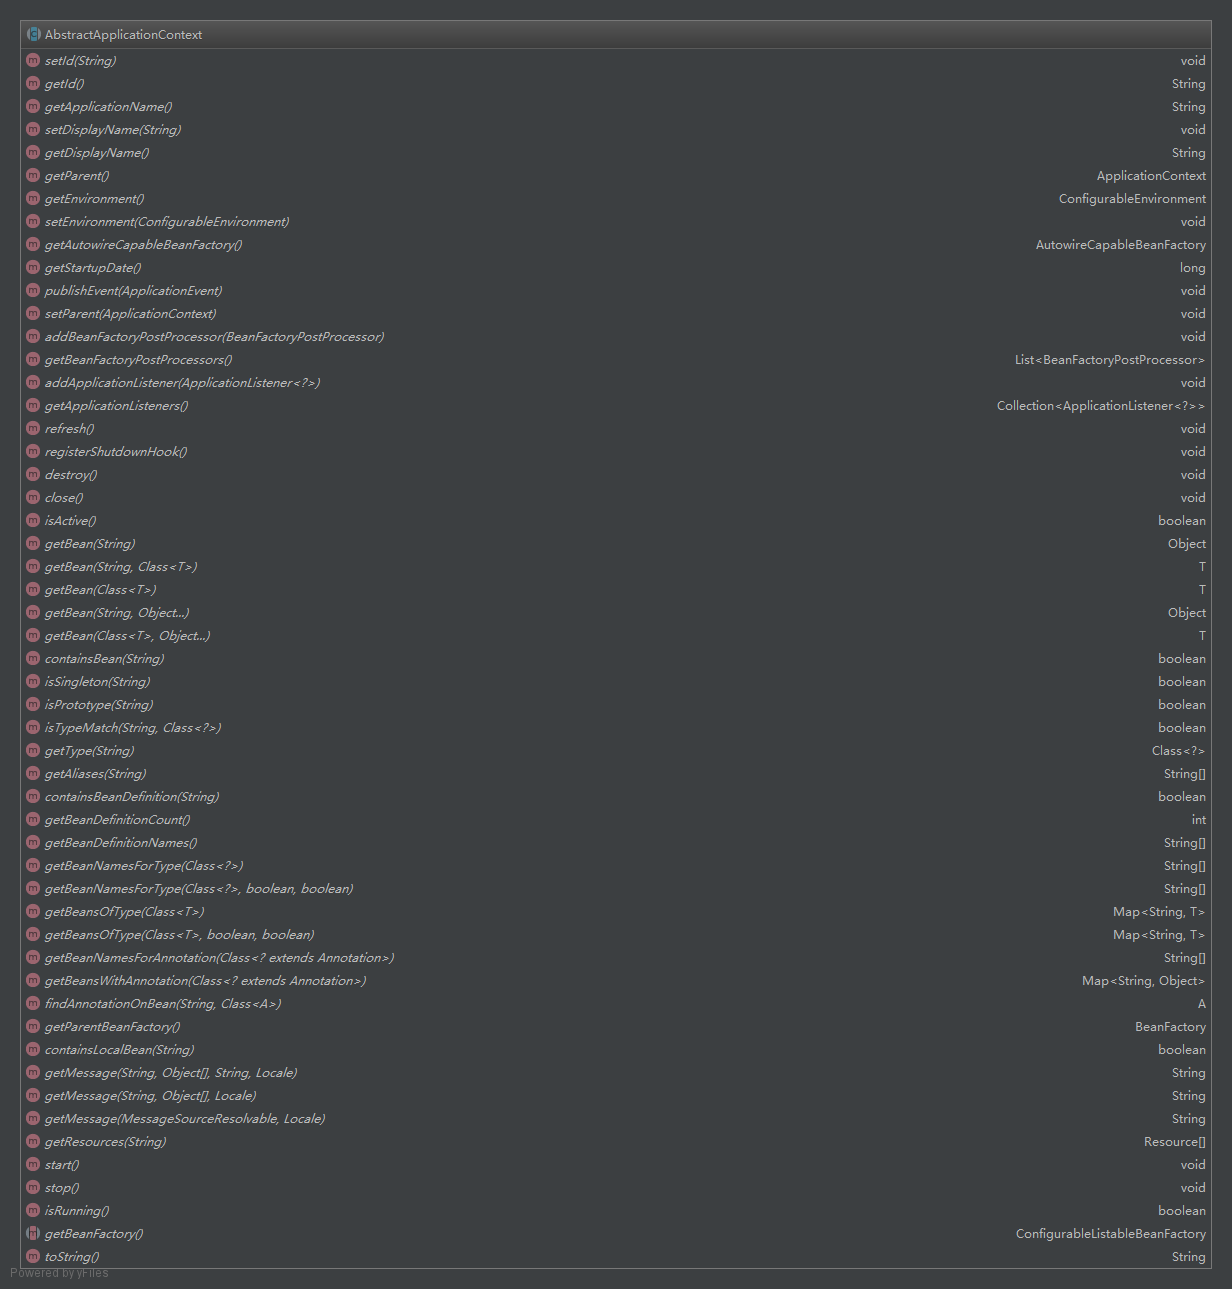 AbstractApplicationContext
setId(String) void
getId() String
getApplicationName() String
setDisplayName(String) void
getDisplayName() String
getParent() ApplicationContext
getEnvironment() ConfigurableEnvironment
setEnvironment(ConfigurableEnvironment) void
getAutowireCapableBeanFactory() AutowireCapableBeanFactory
getStartupDate() long
publishEvent(ApplicationEvent) void
setParent(ApplicationContext) void
addBeanFactoryPostProcessor(BeanFactoryPostProcessor) void
getBeanFactoryPostProcessors() List<BeanFactoryPostProcessor>
addApplicationListener(ApplicationListener<?>) void
getApplicationListeners() Collection<ApplicationListener<?>>
refresh() void
registerShutdownHook() void
destroy() void
close() void
isActive() boolean
getBean(String) Object
getBean(String, Class<T>) T
getBean(Class<T>) T
getBean(String, Object...) Object
getBean(Class<T>, Object...) T
containsBean(String) boolean
isSingleton(String) boolean
isPrototype(String) boolean
isTypeMatch(String, Class<?>) boolean
getType(String) Class<?>
getAliases(String) String[]
containsBeanDefinition(String) boolean
getBeanDefinitionCount() int
getBeanDefinitionNames() String[]
getBeanNamesForType(Class<?>) String[]
getBeanNamesForType(Class<?>, boolean, boolean) String[]
getBeansOfType(Class<T>) Map<String, T>
getBeansOfType(Class<T>, boolean, boolean) Map<String, T>
getBeanNamesForAnnotation(Class<? extends Annotation>) String[]
getBeansWithAnnotation(Class<? extends Annotation>) Map<String, Object>
findAnnotationOnBean(String, Class<A>) A
getParentBeanFactory() BeanFactory
containsLocalBean(String) boolean
getMessage(String, Object[], String, Locale) String
getMessage(String, Object[], Locale) String
getMessage(MessageSourceResolvable, Locale) String
getResources(String) Resource[]
start() void
stop() void
isRunning() boolean
getBeanFactory() ConfigurableListableBeanFactory
toString() String
Powered by yFiles